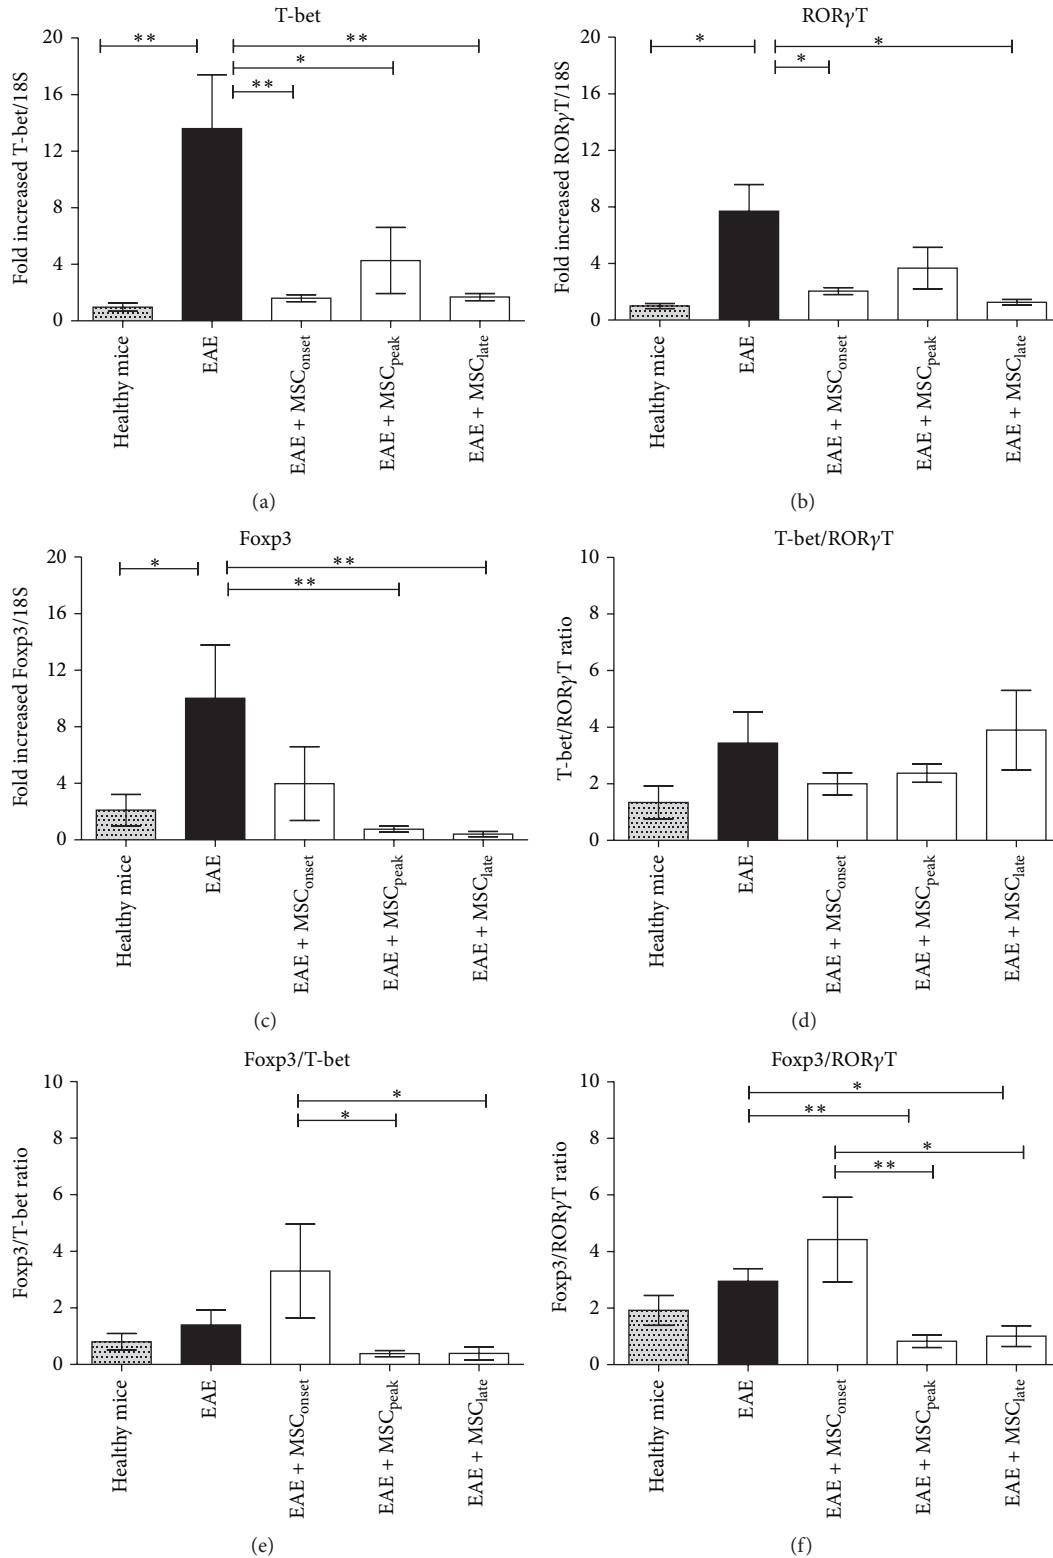 T-bet
Fold increased T-bet/18S
20
16
12
8
4
0
**
**
*
**
Healthy mice
EAE
EAE + MSConset
EAE + MSCpeak
EAE + MSClate
(a)
RORγT
Fold increased RORγT/18S
20
16
12
8
4
0
*
*
*
Healthy mice
EAE
EAE + MSConset
EAE + MSCpeak
EAE + MSClate
(b)
Foxp3
Fold increased Foxp3/18S
20
16
12
8
4
0
*
**
**
Healthy mice
EAE
EAE + MSConset
EAE + MSCpeak
EAE + MSClate
(c)
T-bet/RORγT
T-bet/RORγT ratio
10
8
6
4
2
0
Healthy mice
EAE
EAE + MSConset
EAE + MSCpeak
EAE + MSClate
(d)
Foxp3/T-bet
Foxp3/T-bet ratio
10
8
6
4
2
0
*
*
Healthy mice
EAE
EAE + MSConset
EAE + MSCpeak
EAE + MSClate
(e)
Foxp3/RORγT
Foxp3/RORγT ratio
10
8
6
4
2
0
*
**
*
**
Healthy mice
EAE
EAE + MSConset
EAE + MSCpeak
EAE + MSClate
(f)